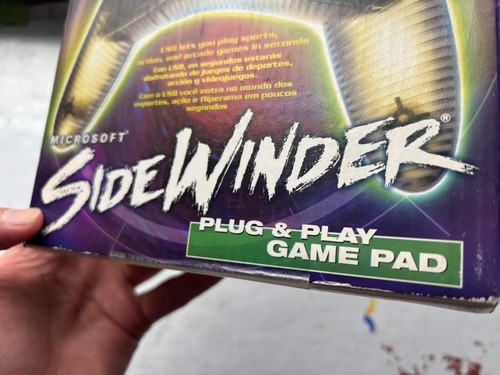 USB lets you play sports,
action, and arcade games in seconds
Con USB, en segundos estarás
disfrutando de juegos de deportes,
acción y videojuegos.
Com o USB você entra no mundo dos
esportes, ação e fliperama em poucos
segundos
MICROSOFT®
SIDEWINDER®
PLUG & PLAY
GAME PAD